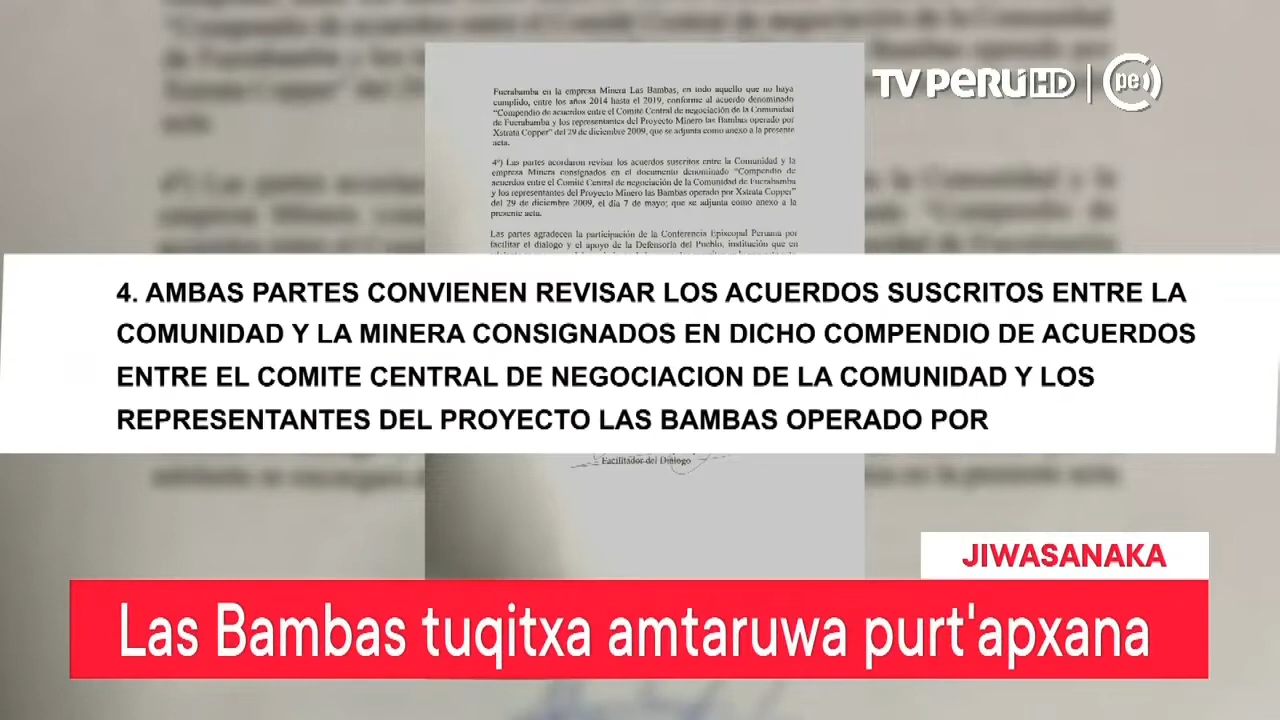 TV PERÚ HD | pe
Fuerabamba en la empresa Minera Las Bambas, en todo aquello que no haya
cumplido, entre los años 2014 hasta el 2019, conforme al acuerdo denominado
"Compendio de acuerdos entre el Comité Central de negociación de la Comunidad
de Fuerabamba y los representantes del Proyecto Minero las Bambas operado por
Xstrata Copper" del 29 de diciembre 2009, que se adjunta como anexo a la presente
acta.
4°) Las partes acordaron revisar los acuerdos suscritos entre la Comunidad y la
empresa Minera consignados en el documento denominado "Compendio de
acuerdos entre el Comité Central de negociación de la Comunidad de Fuerabamba
y los representantes del Proyecto Minero las Bambas operado por Xstrata Copper"
del 29 de diciembre 2009, el día 7 de mayo; que se adjunta como anexo a la
presente acta.
Las partes agradecen la participación de la Conferencia Episcopal Peruana por
facilitar el dialogo y el apoyo de la Defensoría del Pueblo, institución que en
4. AMBAS PARTES CONVIENEN REVISAR LOS ACUERDOS SUSCRITOS ENTRE LA
COMUNIDAD Y LA MINERA CONSIGNADOS EN DICHO COMPENDIO DE ACUERDOS
ENTRE EL COMITE CENTRAL DE NEGOCIACION DE LA COMUNIDAD Y LOS
REPRESENTANTES DEL PROYECTO LAS BAMBAS OPERADO POR
Facilitador del Diálogo
JIWASANAKA
Las Bambas tuqitxa amtaruwa purt'apxana